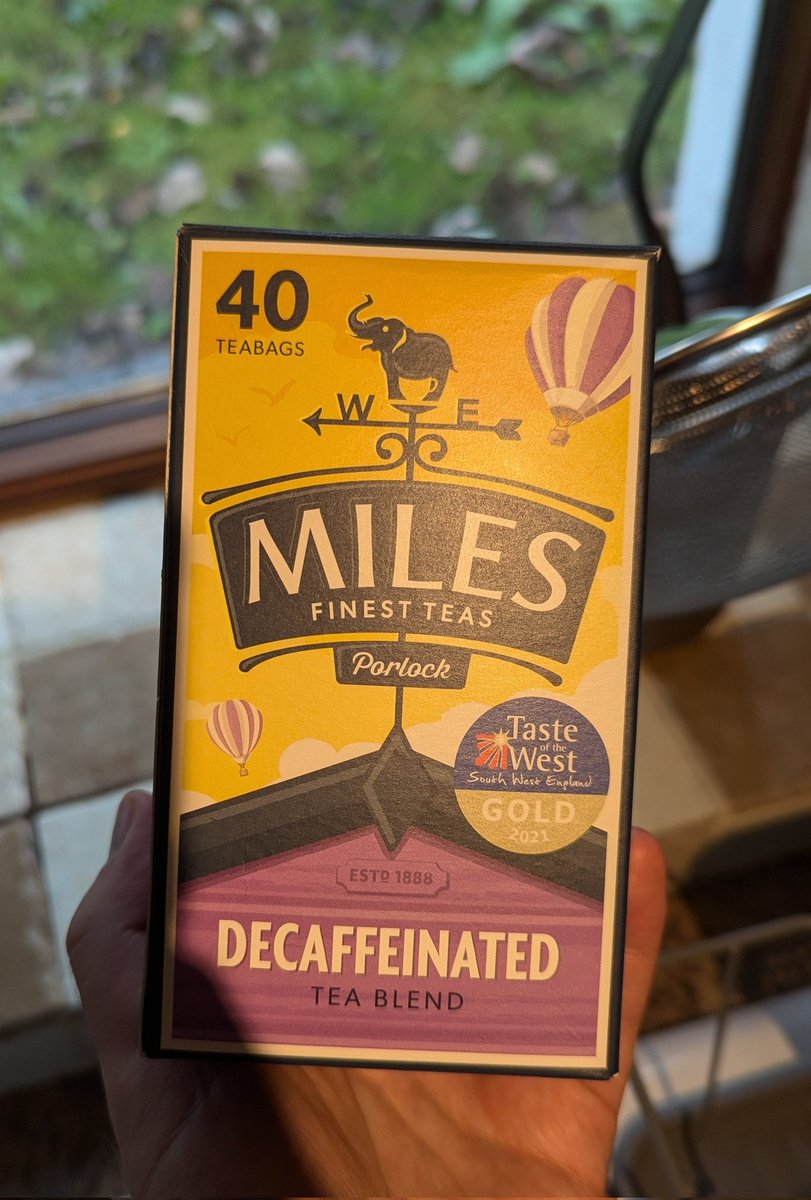 40
TEABAGS
W E
MILES
FINEST TEAS
Porlock
Taste
of the
West
South West England
GOLD
2021
ESTD 1888
DECAFFEINATED
TEA BLEND